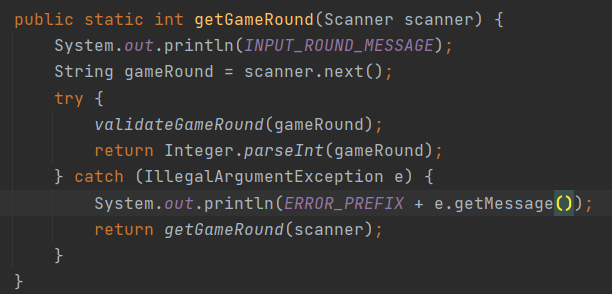 public static int getGameRound(Scanner scanner) {
    System.out.println(INPUT_ROUND_MESSAGE);
    String gameRound = scanner.next();
    try {
        validateGameRound(gameRound);
        return Integer.parseInt(gameRound);
    } catch (IllegalArgumentException e) {
        System.out.println(ERROR_PREFIX + e.getMessage());
        return getGameRound(scanner);
    }
}